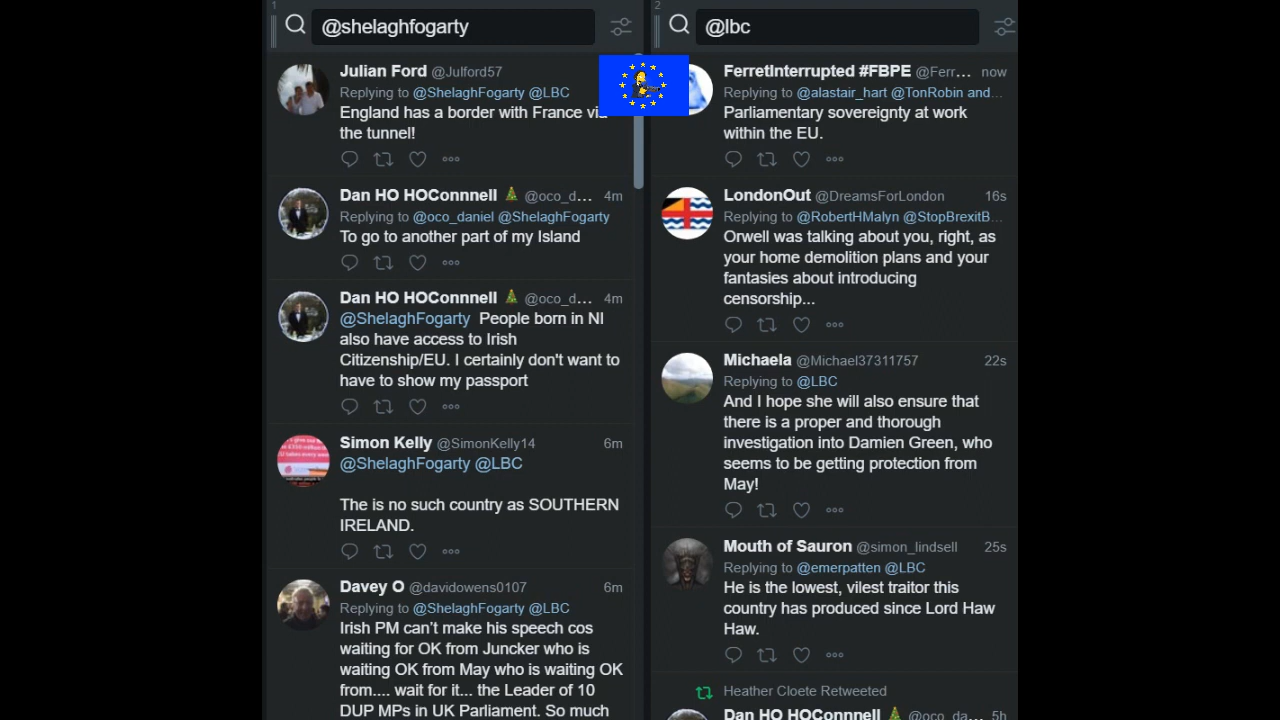 1
@shelaghfogarty
Julian Ford @Julford57
Replying to @ShelaghFogarty @LBC
England has a border with France via
the tunnel!
Dan HO HOConnnell @oco_d... 4m
Replying to @oco_daniel @ShelaghFogarty
To go to another part of my Island
Dan HO HOConnnell @oco_d... 4m
@ShelaghFogarty People born in NI
also have access to Irish
Citizenship/EU. I certainly don't want to
have to show my passport
Simon Kelly @SimonKelly14 6m
@ShelaghFogarty @LBC
The is no such country as SOUTHERN
IRELAND.
Davey O @davidowens0107 6m
Replying to @ShelaghFogarty @LBC
Irish PM can't make his speech cos
waiting for OK from Juncker who is
waiting OK from May who is waiting OK
from.... wait for it... the Leader of 10
DUP MPs in UK Parliament. So much
2
@lbc
FerretInterrupted #FBPE @Ferr... now
Replying to @alastair_hart @TonRobin and...
Parliamentary sovereignty at work
within the EU.
LondonOut @DreamsForLondon 16s
Replying to @RobertHMalyn @StopBrexitB...
Orwell was talking about you, right, as
your home demolition plans and your
fantasies about introducing
censorship...
Michaela @Michael37311757 22s
Replying to @LBC
And I hope she will also ensure that
there is a proper and thorough
investigation into Damien Green, who
seems to be getting protection from
May!
Mouth of Sauron @simon_lindsell 25s
Replying to @emerpatten @LBC
He is the lowest, vilest traitor this
country has produced since Lord Haw
Haw.
Heather Cloete Retweeted
Dan HO HOConnnell @oco_da... 5h